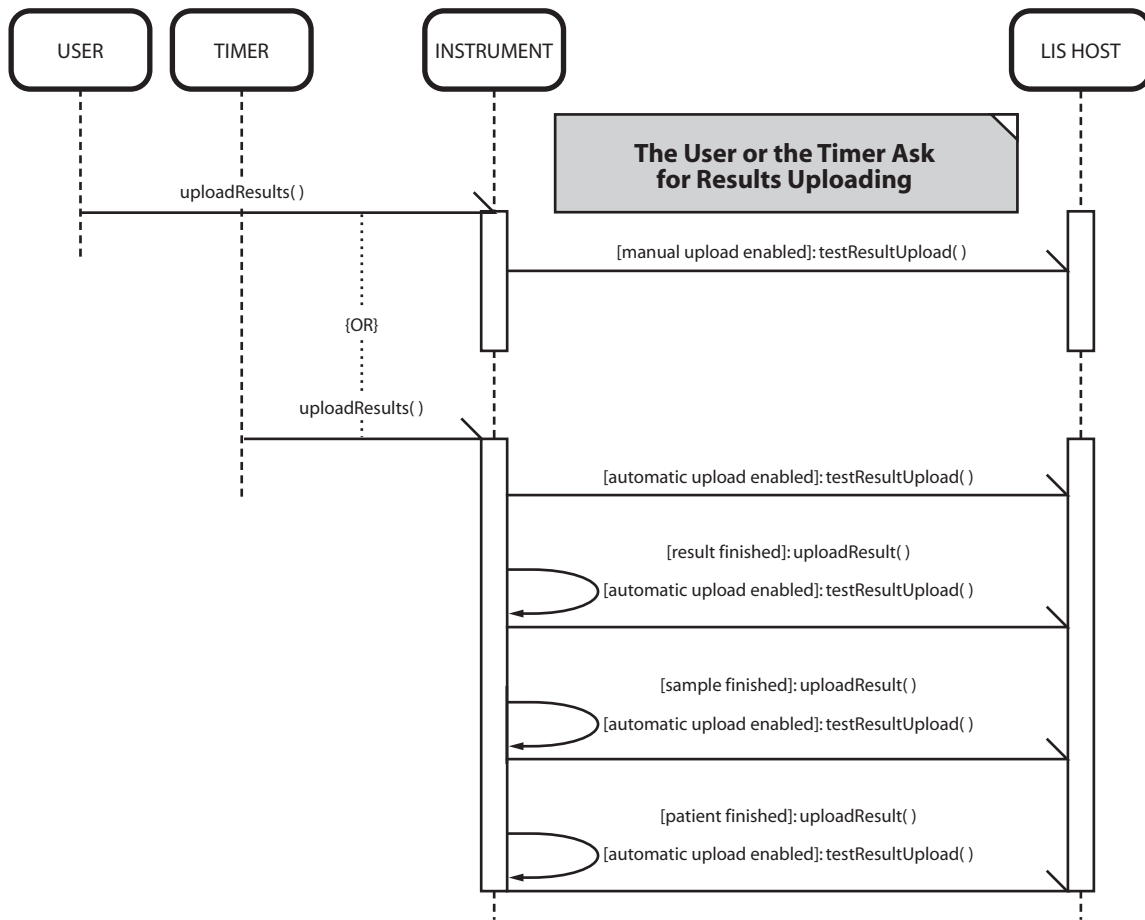 USER
TIMER
INSTRUMENT
LIS HOST
The User or the Timer Ask
for Results Uploading
uploadResults( )
[manual upload enabled]: testResultUpload( )
{OR}
uploadResults( )
[automatic upload enabled]: testResultUpload( )
[result finished]: uploadResult( )
[automatic upload enabled]: testResultUpload( )
[sample finished]: uploadResult( )
[automatic upload enabled]: testResultUpload( )
[patient finished]: uploadResult( )
[automatic upload enabled]: testResultUpload( )